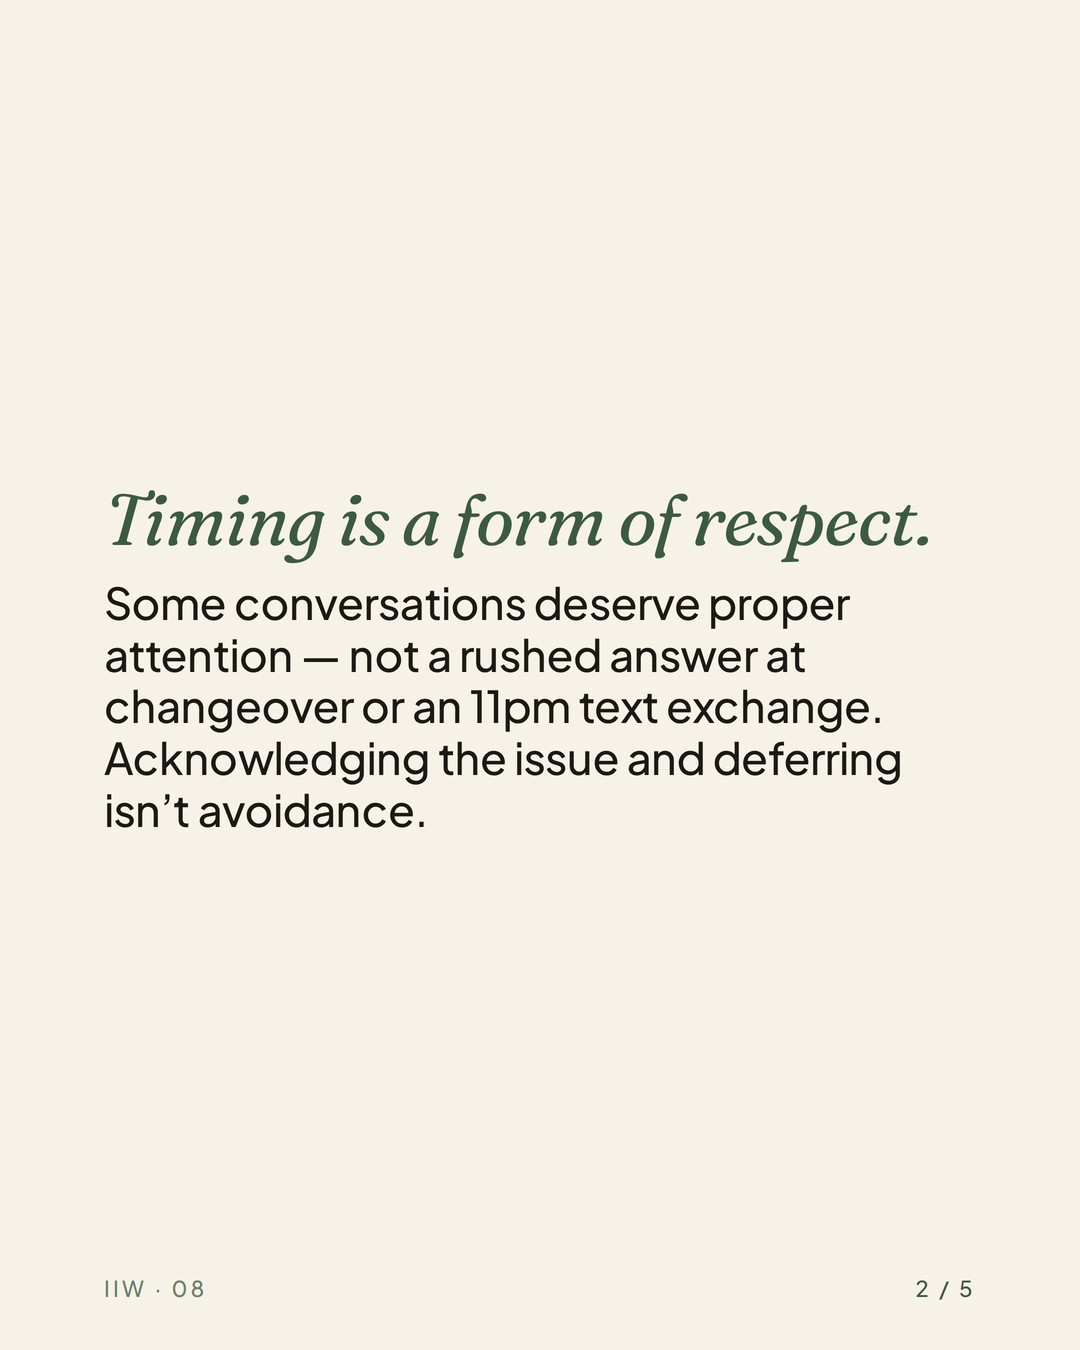 Timing is a form of respect.
Some conversations deserve proper
attention — not a rushed answer at
changeover or an 11pm text exchange.
Acknowledging the issue and deferring
isn’t avoidance.
IIW · 08
2 / 5